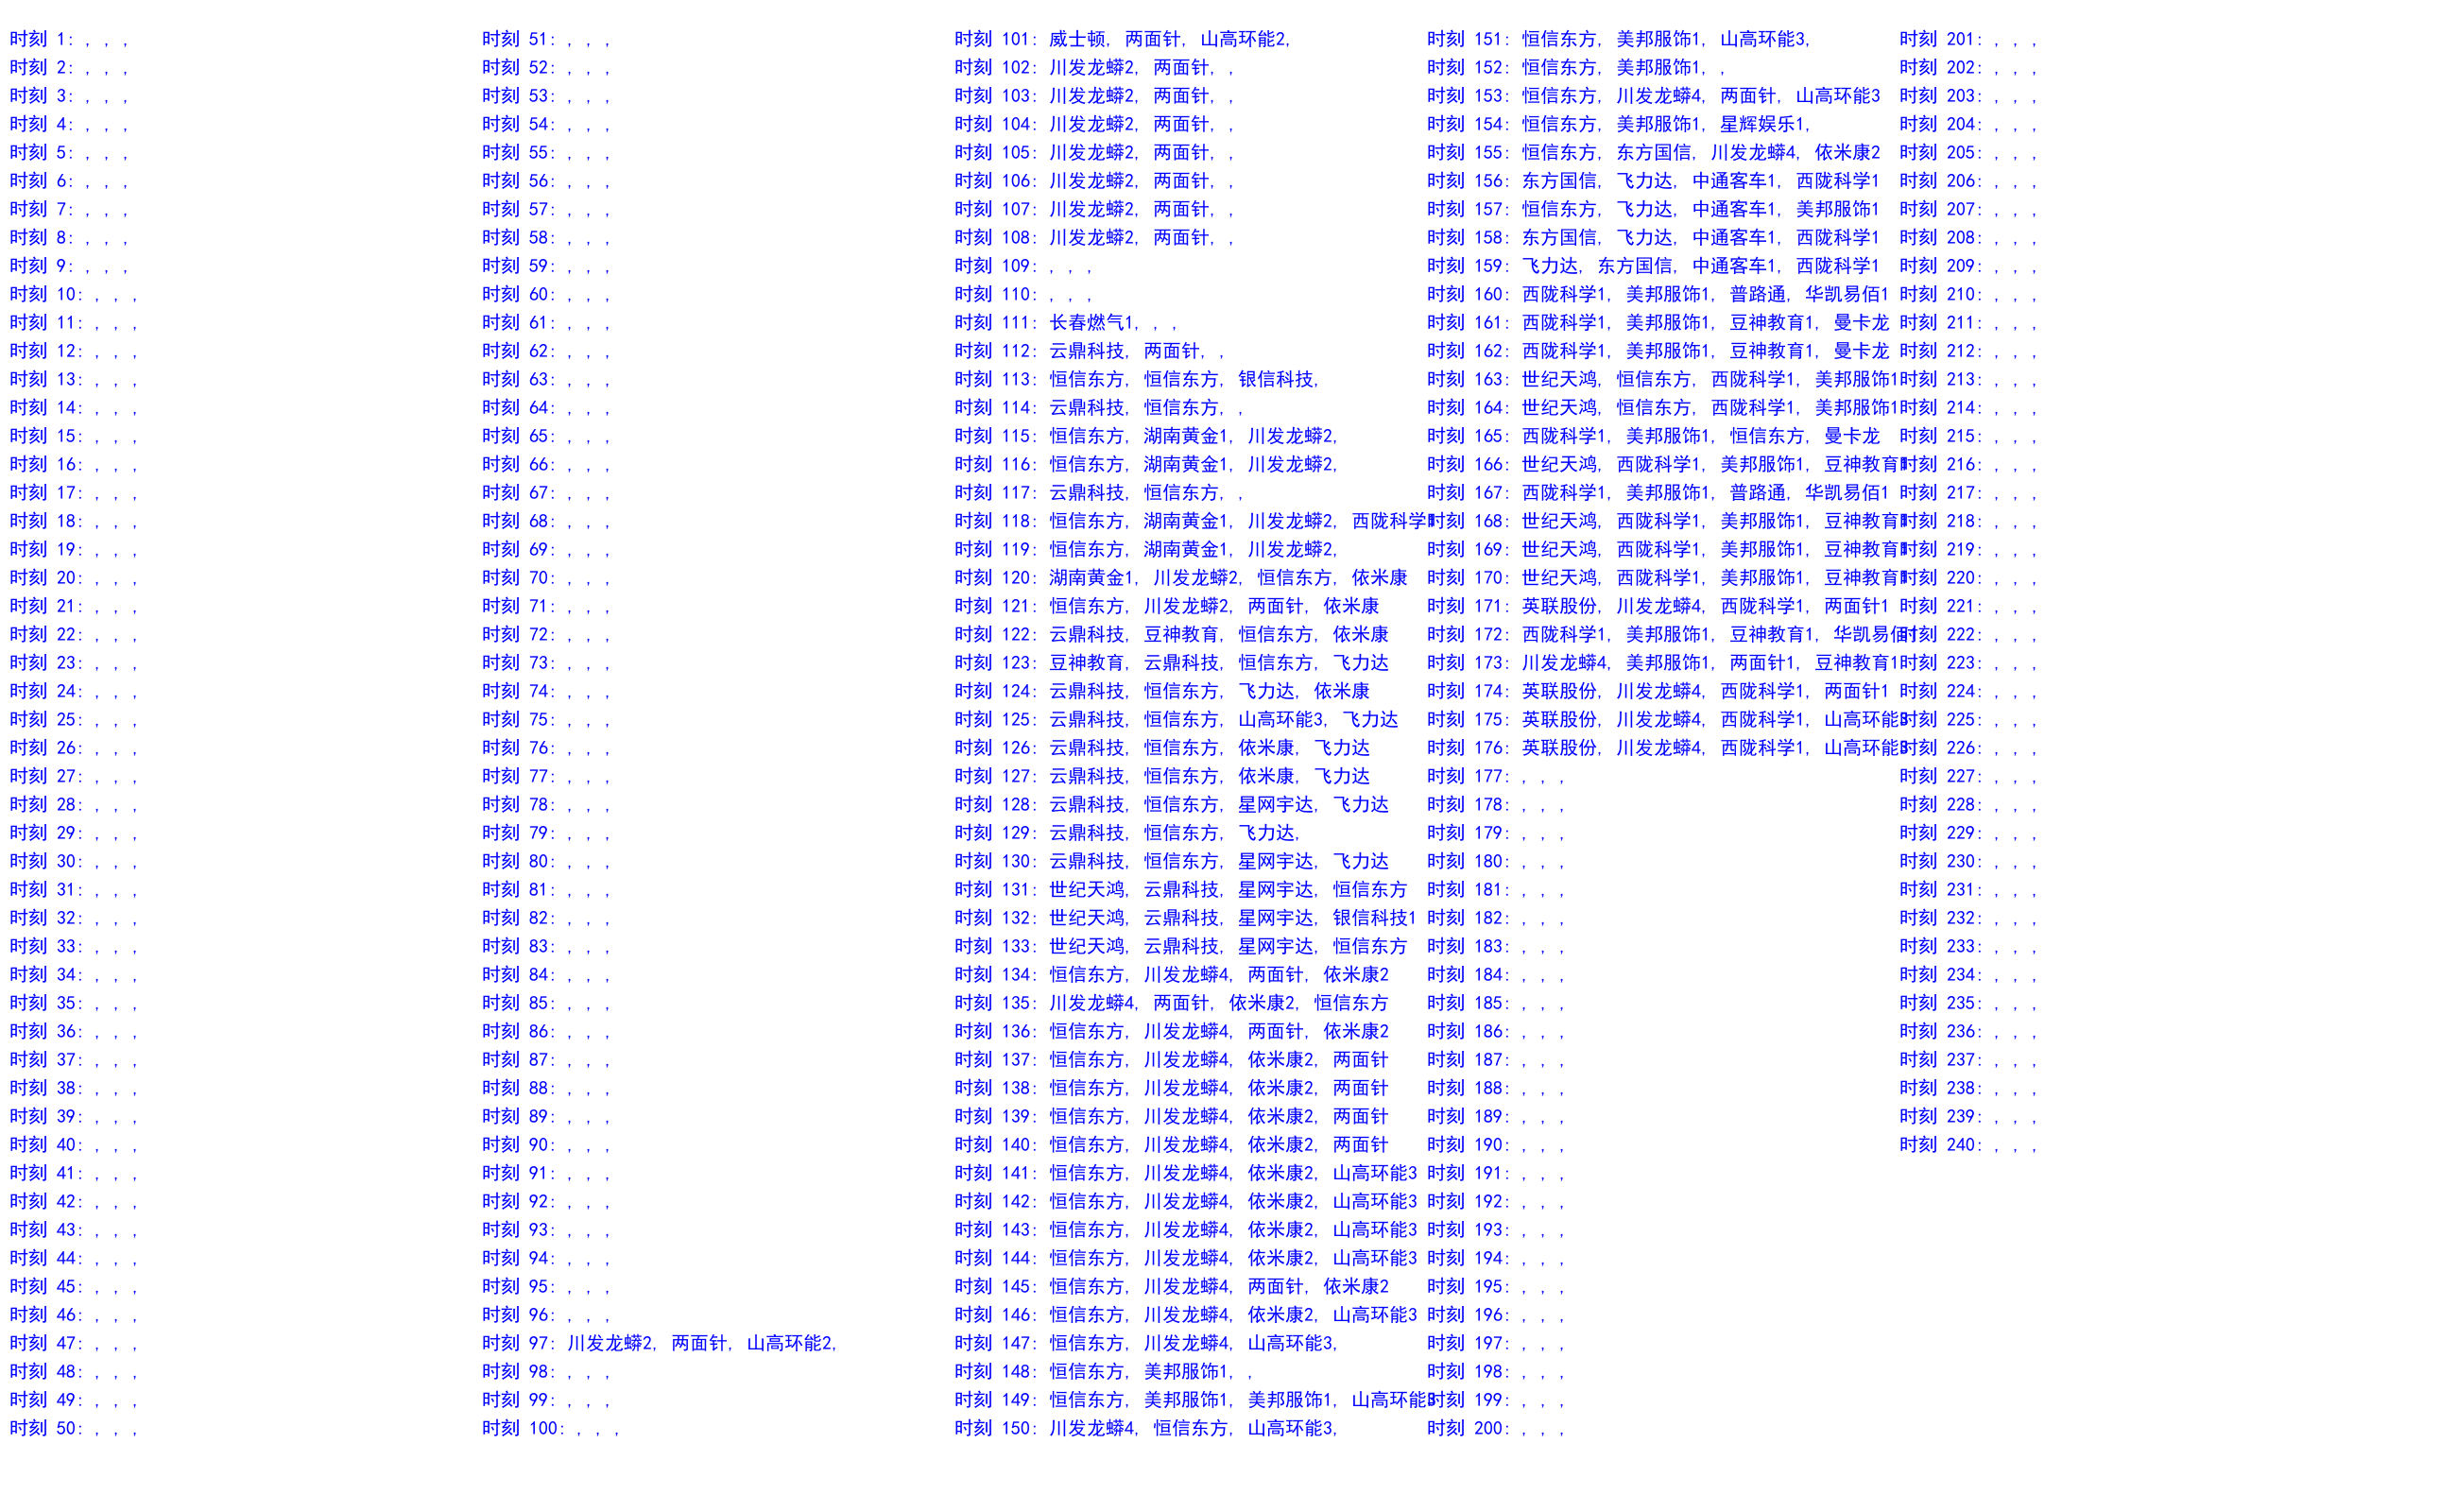 时刻 1: , , ,
时刻 2: , , ,
时刻 3: , , ,
时刻 4: , , ,
时刻 5: , , ,
时刻 6: , , ,
时刻 7: , , ,
时刻 8: , , ,
时刻 9: , , ,
时刻 10: , , ,
时刻 11: , , ,
时刻 12: , , ,
时刻 13: , , ,
时刻 14: , , ,
时刻 15: , , ,
时刻 16: , , ,
时刻 17: , , ,
时刻 18: , , ,
时刻 19: , , ,
时刻 20: , , ,
时刻 21: , , ,
时刻 22: , , ,
时刻 23: , , ,
时刻 24: , , ,
时刻 25: , , ,
时刻 26: , , ,
时刻 27: , , ,
时刻 28: , , ,
时刻 29: , , ,
时刻 30: , , ,
时刻 31: , , ,
时刻 32: , , ,
时刻 33: , , ,
时刻 34: , , ,
时刻 35: , , ,
时刻 36: , , ,
时刻 37: , , ,
时刻 38: , , ,
时刻 39: , , ,
时刻 40: , , ,
时刻 41: , , ,
时刻 42: , , ,
时刻 43: , , ,
时刻 44: , , ,
时刻 45: , , ,
时刻 46: , , ,
时刻 47: , , ,
时刻 48: , , ,
时刻 49: , , ,
时刻 50: , , ,
时刻 51: , , ,
时刻 52: , , ,
时刻 53: , , ,
时刻 54: , , ,
时刻 55: , , ,
时刻 56: , , ,
时刻 57: , , ,
时刻 58: , , ,
时刻 59: , , ,
时刻 60: , , ,
时刻 61: , , ,
时刻 62: , , ,
时刻 63: , , ,
时刻 64: , , ,
时刻 65: , , ,
时刻 66: , , ,
时刻 67: , , ,
时刻 68: , , ,
时刻 69: , , ,
时刻 70: , , ,
时刻 71: , , ,
时刻 72: , , ,
时刻 73: , , ,
时刻 74: , , ,
时刻 75: , , ,
时刻 76: , , ,
时刻 77: , , ,
时刻 78: , , ,
时刻 79: , , ,
时刻 80: , , ,
时刻 81: , , ,
时刻 82: , , ,
时刻 83: , , ,
时刻 84: , , ,
时刻 85: , , ,
时刻 86: , , ,
时刻 87: , , ,
时刻 88: , , ,
时刻 89: , , ,
时刻 90: , , ,
时刻 91: , , ,
时刻 92: , , ,
时刻 93: , , ,
时刻 94: , , ,
时刻 95: , , ,
时刻 96: , , ,
时刻 97: 川发龙蟒2, 两面针, 山高环能2,
时刻 98: , , ,
时刻 99: , , ,
时刻 100: , , ,
时刻 101: 威士顿, 两面针, 山高环能2,
时刻 102: 川发龙蟒2, 两面针, ,
时刻 103: 川发龙蟒2, 两面针, ,
时刻 104: 川发龙蟒2, 两面针, ,
时刻 105: 川发龙蟒2, 两面针, ,
时刻 106: 川发龙蟒2, 两面针, ,
时刻 107: 川发龙蟒2, 两面针, ,
时刻 108: 川发龙蟒2, 两面针, ,
时刻 109: , , ,
时刻 110: , , ,
时刻 111: 长春燃气1, , ,
时刻 112: 云鼎科技, 两面针, ,
时刻 113: 恒信东方, 恒信东方, 银信科技,
时刻 114: 云鼎科技, 恒信东方, ,
时刻 115: 恒信东方, 湖南黄金1, 川发龙蟒2,
时刻 116: 恒信东方, 湖南黄金1, 川发龙蟒2,
时刻 117: 云鼎科技, 恒信东方, ,
时刻 118: 恒信东方, 湖南黄金1, 川发龙蟒2, 西陇科学
时刻 119: 恒信东方, 湖南黄金1, 川发龙蟒2,
时刻 120: 湖南黄金1, 川发龙蟒2, 恒信东方, 依米康
时刻 121: 恒信东方, 川发龙蟒2, 两面针, 依米康
时刻 122: 云鼎科技, 豆神教育, 恒信东方, 依米康
时刻 123: 豆神教育, 云鼎科技, 恒信东方, 飞力达
时刻 124: 云鼎科技, 恒信东方, 飞力达, 依米康
时刻 125: 云鼎科技, 恒信东方, 山高环能3, 飞力达
时刻 126: 云鼎科技, 恒信东方, 依米康, 飞力达
时刻 127: 云鼎科技, 恒信东方, 依米康, 飞力达
时刻 128: 云鼎科技, 恒信东方, 星网宇达, 飞力达
时刻 129: 云鼎科技, 恒信东方, 飞力达,
时刻 130: 云鼎科技, 恒信东方, 星网宇达, 飞力达
时刻 131: 世纪天鸿, 云鼎科技, 星网宇达, 恒信东方
时刻 132: 世纪天鸿, 云鼎科技, 星网宇达, 银信科技1
时刻 133: 世纪天鸿, 云鼎科技, 星网宇达, 恒信东方
时刻 134: 恒信东方, 川发龙蟒4, 两面针, 依米康2
时刻 135: 川发龙蟒4, 两面针, 依米康2, 恒信东方
时刻 136: 恒信东方, 川发龙蟒4, 两面针, 依米康2
时刻 137: 恒信东方, 川发龙蟒4, 依米康2, 两面针
时刻 138: 恒信东方, 川发龙蟒4, 依米康2, 两面针
时刻 139: 恒信东方, 川发龙蟒4, 依米康2, 两面针
时刻 140: 恒信东方, 川发龙蟒4, 依米康2, 两面针
时刻 141: 恒信东方, 川发龙蟒4, 依米康2, 山高环能3
时刻 142: 恒信东方, 川发龙蟒4, 依米康2, 山高环能3
时刻 143: 恒信东方, 川发龙蟒4, 依米康2, 山高环能3
时刻 144: 恒信东方, 川发龙蟒4, 依米康2, 山高环能3
时刻 145: 恒信东方, 川发龙蟒4, 两面针, 依米康2
时刻 146: 恒信东方, 川发龙蟒4, 依米康2, 山高环能3
时刻 147: 恒信东方, 川发龙蟒4, 山高环能3,
时刻 148: 恒信东方, 美邦服饰1, ,
时刻 149: 恒信东方, 美邦服饰1, 美邦服饰1, 山高环能
时刻 150: 川发龙蟒4, 恒信东方, 山高环能3,
时刻 151: 恒信东方, 美邦服饰1, 山高环能3,
时刻 152: 恒信东方, 美邦服饰1, ,
时刻 153: 恒信东方, 川发龙蟒4, 两面针, 山高环能3
时刻 154: 恒信东方, 美邦服饰1, 星辉娱乐1,
时刻 155: 恒信东方, 东方国信, 川发龙蟒4, 依米康2
时刻 156: 东方国信, 飞力达, 中通客车1, 西陇科学1
时刻 157: 恒信东方, 飞力达, 中通客车1, 美邦服饰1
时刻 158: 东方国信, 飞力达, 中通客车1, 西陇科学1
时刻 159: 飞力达, 东方国信, 中通客车1, 西陇科学1
时刻 160: 西陇科学1, 美邦服饰1, 普路通, 华凯易佰1
时刻 161: 西陇科学1, 美邦服饰1, 豆神教育1, 曼卡龙
时刻 162: 西陇科学1, 美邦服饰1, 豆神教育1, 曼卡龙
时刻 163: 世纪天鸿, 恒信东方, 西陇科学1, 美邦服饰1
时刻 164: 世纪天鸿, 恒信东方, 西陇科学1, 美邦服饰1
时刻 165: 西陇科学1, 美邦服饰1, 恒信东方, 曼卡龙
时刻 166: 世纪天鸿, 西陇科学1, 美邦服饰1, 豆神教育
时刻 167: 西陇科学1, 美邦服饰1, 普路通, 华凯易佰1
时刻 168: 世纪天鸿, 西陇科学1, 美邦服饰1, 豆神教育
时刻 169: 世纪天鸿, 西陇科学1, 美邦服饰1, 豆神教育
时刻 170: 世纪天鸿, 西陇科学1, 美邦服饰1, 豆神教育
时刻 171: 英联股份, 川发龙蟒4, 西陇科学1, 两面针1
时刻 172: 西陇科学1, 美邦服饰1, 豆神教育1, 华凯易佰
时刻 173: 川发龙蟒4, 美邦服饰1, 两面针1, 豆神教育1
时刻 174: 英联股份, 川发龙蟒4, 西陇科学1, 两面针1
时刻 175: 英联股份, 川发龙蟒4, 西陇科学1, 山高环能
时刻 176: 英联股份, 川发龙蟒4, 西陇科学1, 山高环能
时刻 177: , , ,
时刻 178: , , ,
时刻 179: , , ,
时刻 180: , , ,
时刻 181: , , ,
时刻 182: , , ,
时刻 183: , , ,
时刻 184: , , ,
时刻 185: , , ,
时刻 186: , , ,
时刻 187: , , ,
时刻 188: , , ,
时刻 189: , , ,
时刻 190: , , ,
时刻 191: , , ,
时刻 192: , , ,
时刻 193: , , ,
时刻 194: , , ,
时刻 195: , , ,
时刻 196: , , ,
时刻 197: , , ,
时刻 198: , , ,
时刻 199: , , ,
时刻 200: , , ,
时刻 201: , , ,
时刻 202: , , ,
时刻 203: , , ,
时刻 204: , , ,
时刻 205: , , ,
时刻 206: , , ,
时刻 207: , , ,
时刻 208: , , ,
时刻 209: , , ,
时刻 210: , , ,
时刻 211: , , ,
时刻 212: , , ,
时刻 213: , , ,
时刻 214: , , ,
时刻 215: , , ,
时刻 216: , , ,
时刻 217: , , ,
时刻 218: , , ,
时刻 219: , , ,
时刻 220: , , ,
时刻 221: , , ,
时刻 222: , , ,
时刻 223: , , ,
时刻 224: , , ,
时刻 225: , , ,
时刻 226: , , ,
时刻 227: , , ,
时刻 228: , , ,
时刻 229: , , ,
时刻 230: , , ,
时刻 231: , , ,
时刻 232: , , ,
时刻 233: , , ,
时刻 234: , , ,
时刻 235: , , ,
时刻 236: , , ,
时刻 237: , , ,
时刻 238: , , ,
时刻 239: , , ,
时刻 240: , , ,